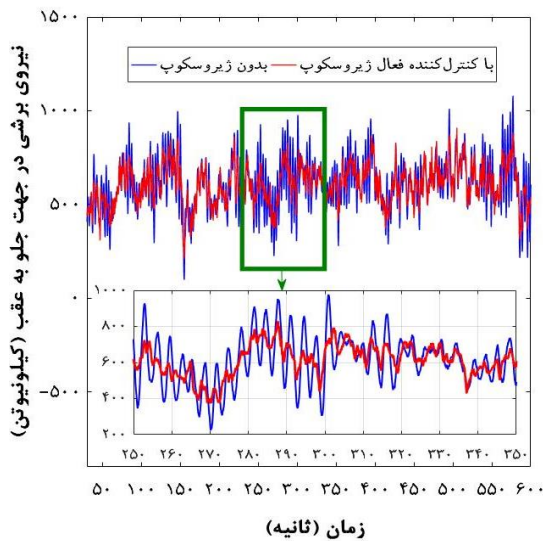 ۱۵۰۰
با کنترل‌کننده فعال ژیروسکوپ
بدون ژیروسکوپ
۱۰۰۰
۵۰۰
۰
-۵۰۰
نیروی برشی در جهت جلو به عقب (کیلونیوتن)
۱۰۰۰
۸۰۰
۶۰۰
۴۰۰
۲۰۰
۲۵۰ ۲۶۰ ۲۷۰ ۲۸۰ ۲۹۰ ۳۰۰ ۳۱۰ ۳۲۰ ۳۳۰ ۳۴۰ ۳۵۰
۵۰ ۱۰۰ ۱۵۰ ۲۰۰ ۲۵۰ ۳۰۰ ۳۵۰ ۴۰۰ ۴۵۰ ۵۰۰ ۵۵۰ ۶۰۰
زمان (ثانیه)